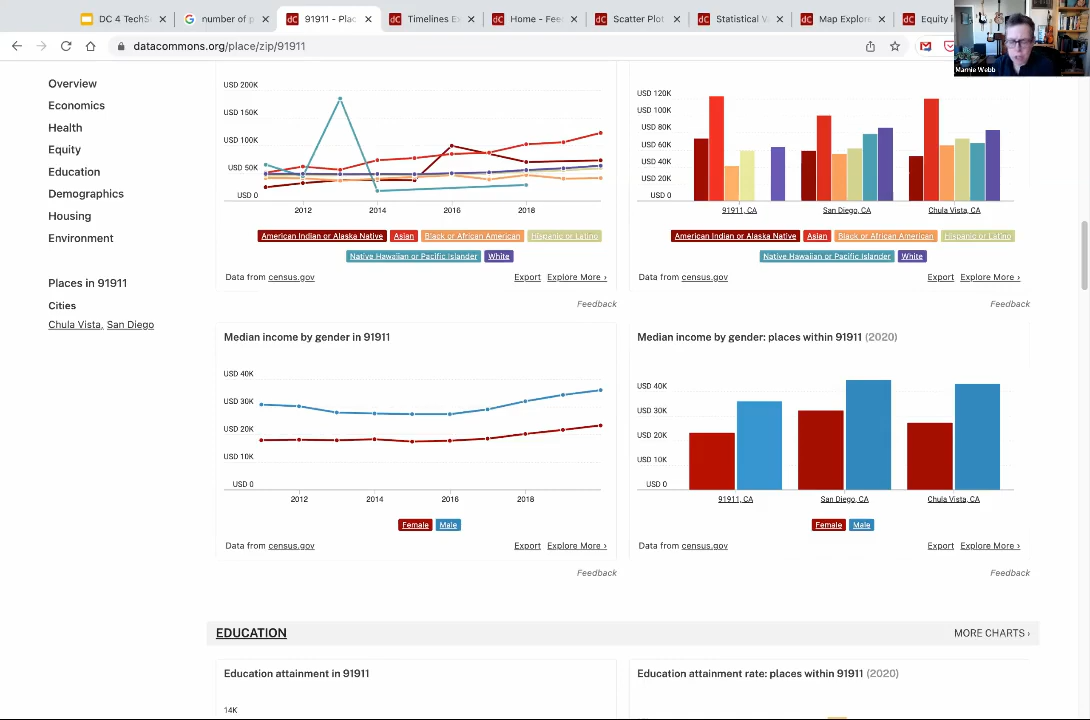 DC 4 TechS
number of p
91911 - Plac
Timelines Ex
Home - Feed
Scatter Plot
Statistical V
Map Explore
Equity i
datacommons.org/place/zip/91911
Marnie Webb
Overview
Economics
Health
Equity
Education
Demographics
Housing
Environment
Places in 91911
Cities
Chula Vista, San Diego
USD 200K
USD 150K
USD 100K
USD 50K
USD 0
2012 2014 2016 2018
American Indian or Alaska Native Asian Black or African American Hispanic or Latino
Native Hawaiian or Pacific Islander White
Data from census.gov Export Explore More ›
Feedback
USD 120K
USD 100K
USD 80K
USD 60K
USD 40K
USD 20K
USD 0
91911, CA San Diego, CA Chula Vista, CA
American Indian or Alaska Native Asian Black or African American Hispanic or Latino
Native Hawaiian or Pacific Islander White
Data from census.gov Export Explore More ›
Feedback
Median income by gender in 91911
USD 40K
USD 30K
USD 20K
USD 10K
USD 0
2012 2014 2016 2018
Female Male
Data from census.gov Export Explore More ›
Feedback
Median income by gender: places within 91911 (2020)
USD 40K
USD 30K
USD 20K
USD 10K
USD 0
91911, CA San Diego, CA Chula Vista, CA
Female Male
Data from census.gov Export Explore More ›
Feedback
EDUCATION MORE CHARTS ›
Education attainment in 91911
14K
Education attainment rate: places within 91911 (2020)